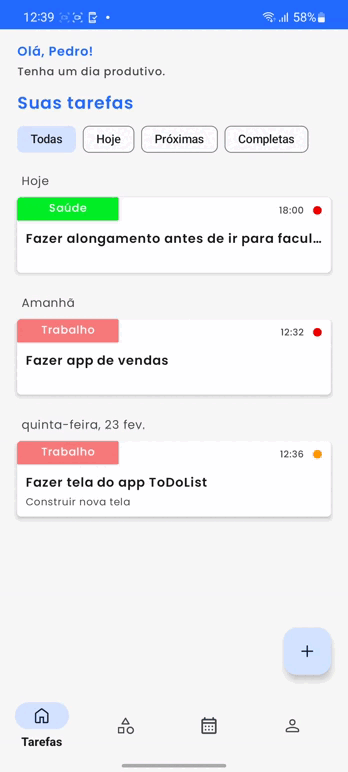 12:39 58%
Olá, Pedro!
Tenha um dia produtivo.
Suas tarefas
Todas Hoje Próximas Completas
Hoje
Saúde 18:00
Fazer alongamento antes de ir para facul...
Amanhã
Trabalho 12:32
Fazer app de vendas
quinta-feira, 23 fev.
Trabalho 12:36
Fazer tela do app ToDoList
Construir nova tela
+
Tarefas